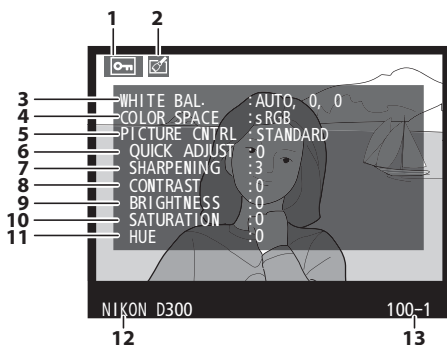 1 2
3 WHITE BAL. :AUTO, 0, 0
4 COLOR SPACE :sRGB
5 PICTURE CNTRL :STANDARD
6 QUICK ADJUST :0
7 SHARPENING :3
8 CONTRAST :0
9 BRIGHTNESS :0
10 SATURATION :0
11 HUE :0
NIKON D300 100-1
12 13